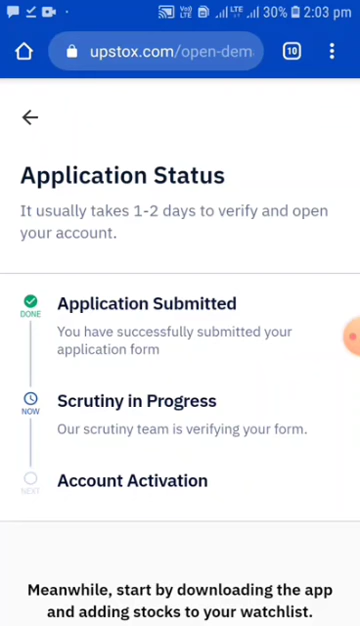 30% 2:03 pm
upstox.com/open-dem
10
Application Status
It usually takes 1-2 days to verify and open
your account.
Application Submitted
DONE
You have successfully submitted your
application form
Scrutiny in Progress
NOW
Our scrutiny team is verifying your form.
Account Activation
NEXT
Meanwhile, start by downloading the app
and adding stocks to your watchlist.